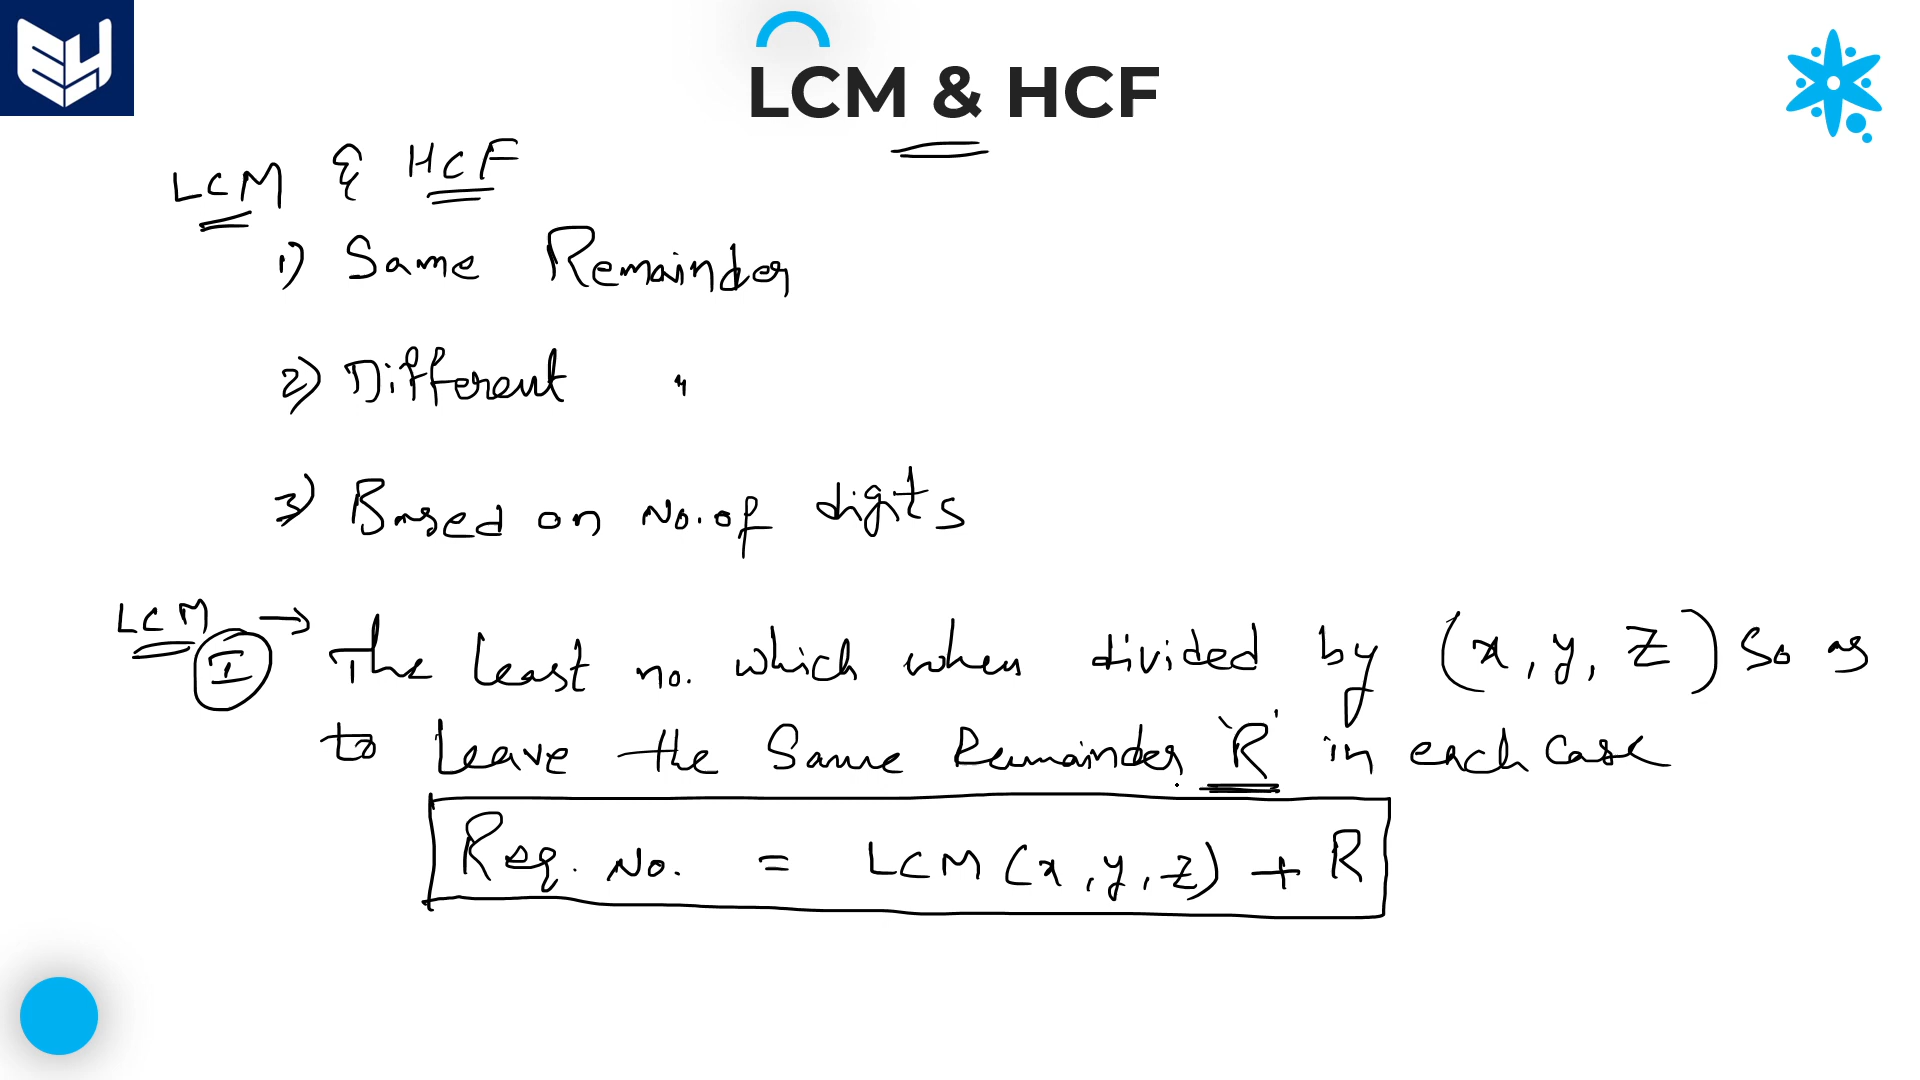 LCM & HCF
LCM & HCF
1) Same Remainder
2) Different "
3) Based on No. of digits
LCM
I → The Least no. which when divided by (x, y, z) so as
to leave the same Remainder 'R' in each case
Req. No. = LCM (x, y, z) + R